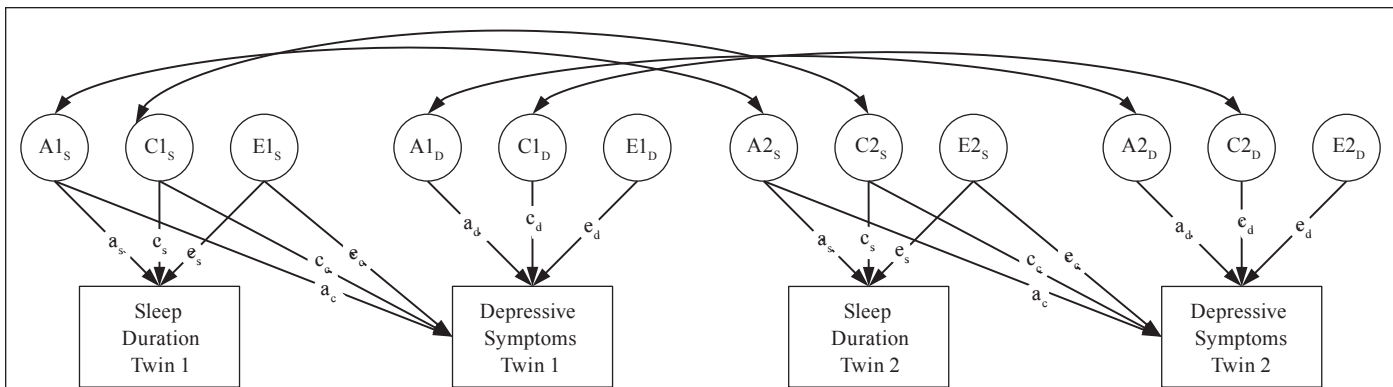 A1S C1S E1S A1D C1D E1D A2S C2S E2S A2D C2D E2D
as cs es cc ec ac ad cd ed as cs es cc ec ac ad ed ed
Sleep
Duration
Twin 1
Depressive
Symptoms
Twin 1
Sleep
Duration
Twin 2
Depressive
Symptoms
Twin 2